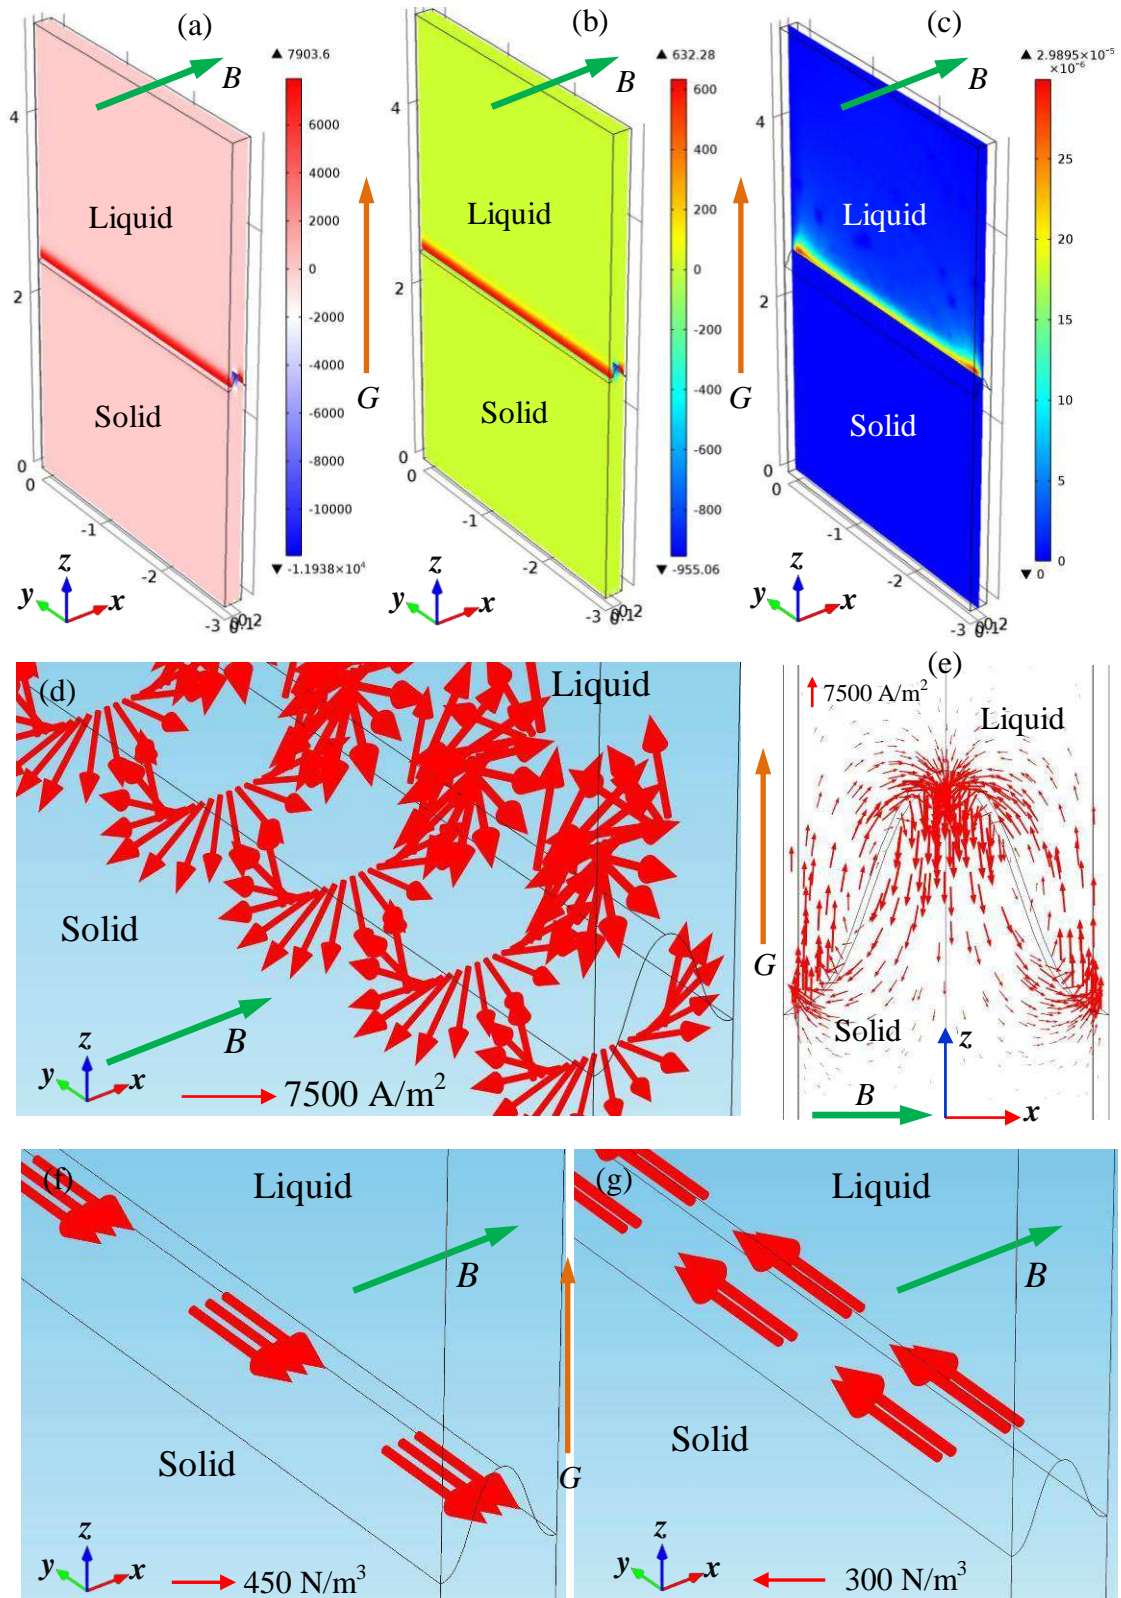 (a)
▲ 7903.6
B
4
Liquid
2
Solid
0
0
-1
-2
-3 0 0.1 0.2
6000
4000
2000
0
-2000
-4000
-6000
-8000
-10000
▼ -1.1938×10⁴
z
y
x
G
(b)
▲ 632.28
B
4
Liquid
2
Solid
0
0
-1
-2
-3 0 0.1 0.2
600
400
200
0
-200
-400
-600
-800
▼ -955.06
z
y
x
G
(c)
▲ 2.9895×10⁻⁵
×10⁻⁶
B
4
Liquid
2
Solid
0
0
-1
-2
-3 0 0.1 0.2
25
20
15
10
5
0
▼ 0
z
y
x
(d)
Liquid
Solid
B
z
y
x
7500 A/m²
(e)
7500 A/m²
Liquid
G
Solid
z
B
x
(f)
Liquid
B
Solid
G
z
y
x
450 N/m³
(g)
Liquid
B
Solid
z
y
x
300 N/m³